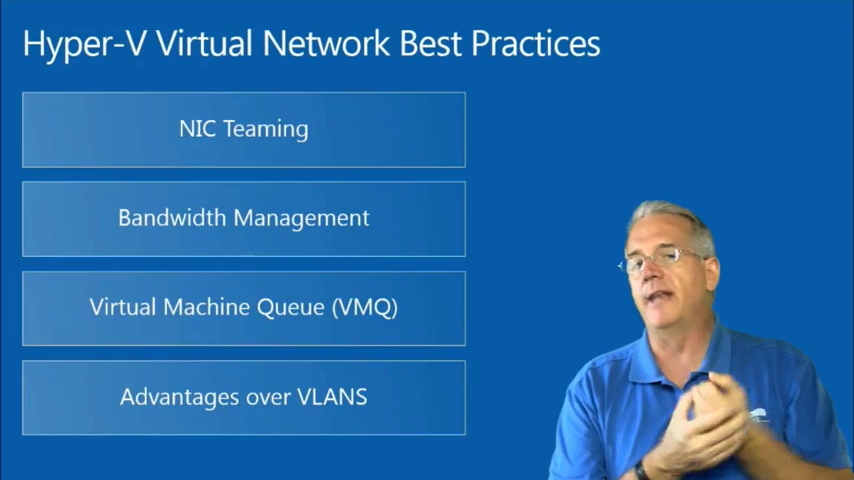 Hyper-V Virtual Network Best Practices
NIC Teaming
Bandwidth Management
Virtual Machine Queue (VMQ)
Advantages over VLANS